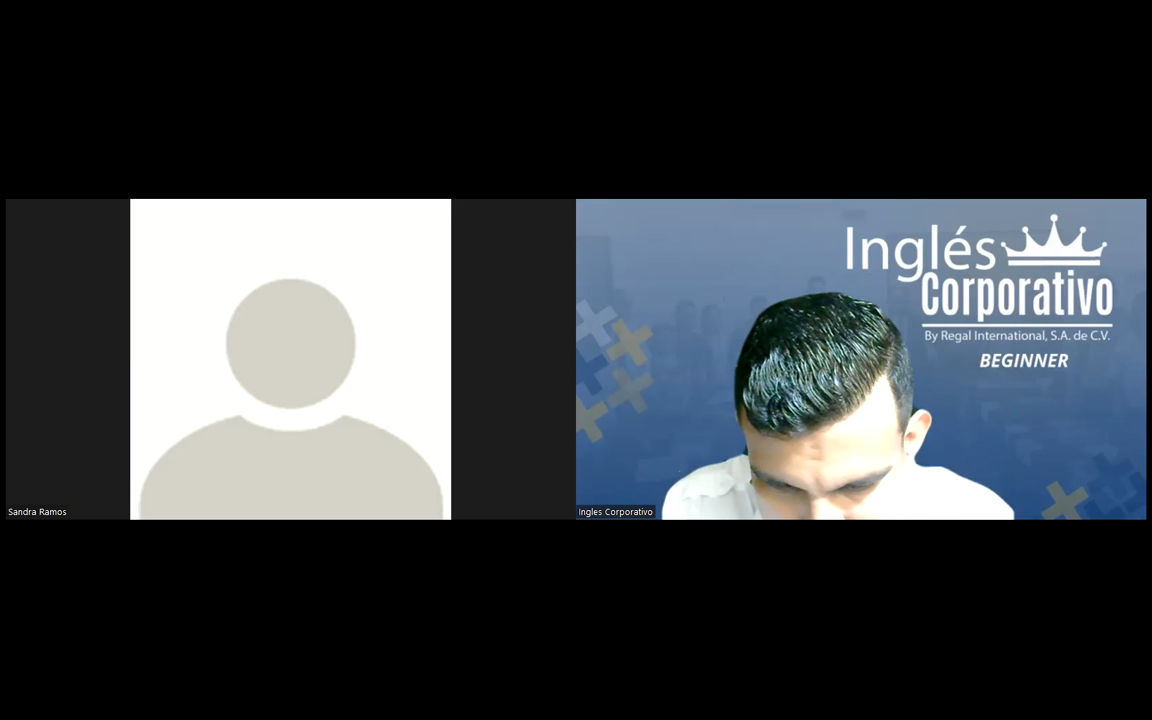 Inglés
Corporativo
By Regal International, S.A. de C.V.
BEGINNER
Sandra Ramos
Ingles Corporativo